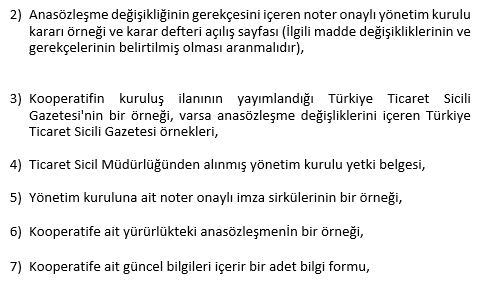 2) Anasözleşme değişikliğinin gerekçesini içeren noter onaylı yönetim kurulu
kararı örneği ve karar defteri açılış sayfası (İlgili madde değişikliklerinin ve
gerekçelerinin belirtilmiş olması aranmalıdır),
3) Kooperatifin kuruluş ilanının yayımlandığı Türkiye Ticaret Sicili
Gazetesi'nin bir örneği, varsa anasözleşme değişliklerini içeren Türkiye
Ticaret Sicili Gazetesi örnekleri,
4) Ticaret Sicil Müdürlüğünden alınmış yönetim kurulu yetki belgesi,
5) Yönetim kuruluna ait noter onaylı imza sirkülerinin bir örneği,
6) Kooperatife ait yürürlükteki anasözleşmenİn bir örneği,
7) Kooperatife ait güncel bilgileri içerir bir adet bilgi formu,